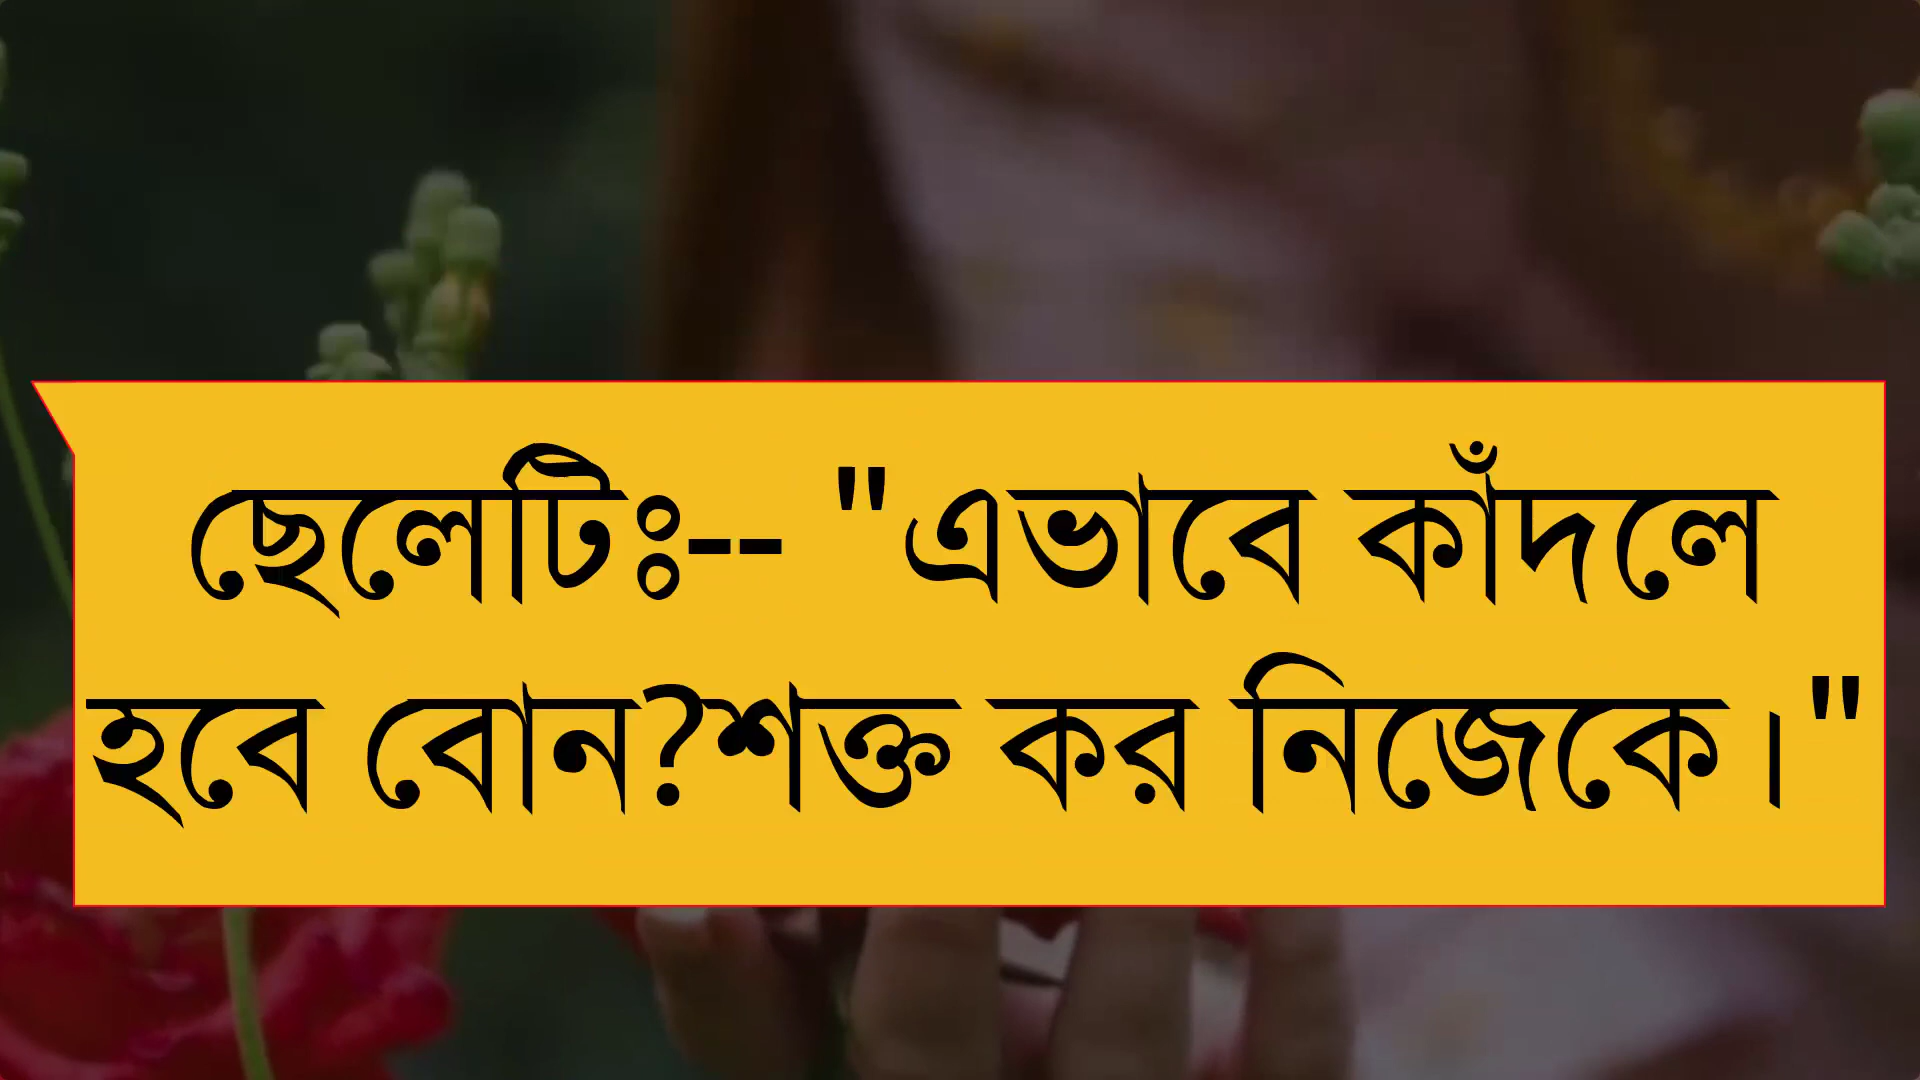 ছেলেটিঃ-- "এভাবে কাঁদলে
হবে বোন?শক্ত কর নিজেকে।"